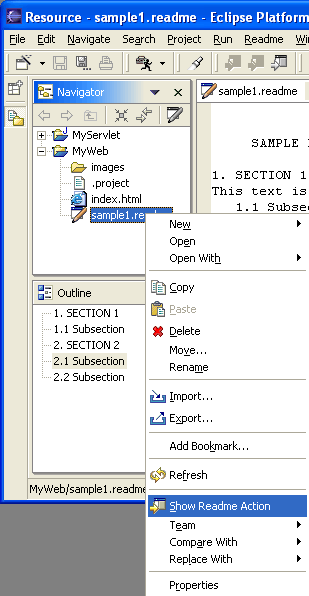 Resource - sample1.readme - Eclipse Platform
File Edit Navigate Search Project Run Readme Window
Navigator
sample1.readme
MyServlet
MyWeb
images
.project
index.html
SAMPLE
1. SECTION 1
This text is
1.1 Subsec
New
Open
Open With
Copy
Paste
Delete
Move...
Rename
Import...
Export...
Add Bookmark...
Refresh
Show Readme Action
Team
Compare With
Replace With
Properties
Outline
1. SECTION 1
1.1 Subsection
2. SECTION 2
2.1 Subsection
2.2 Subsection
MyWeb/sample1.readme